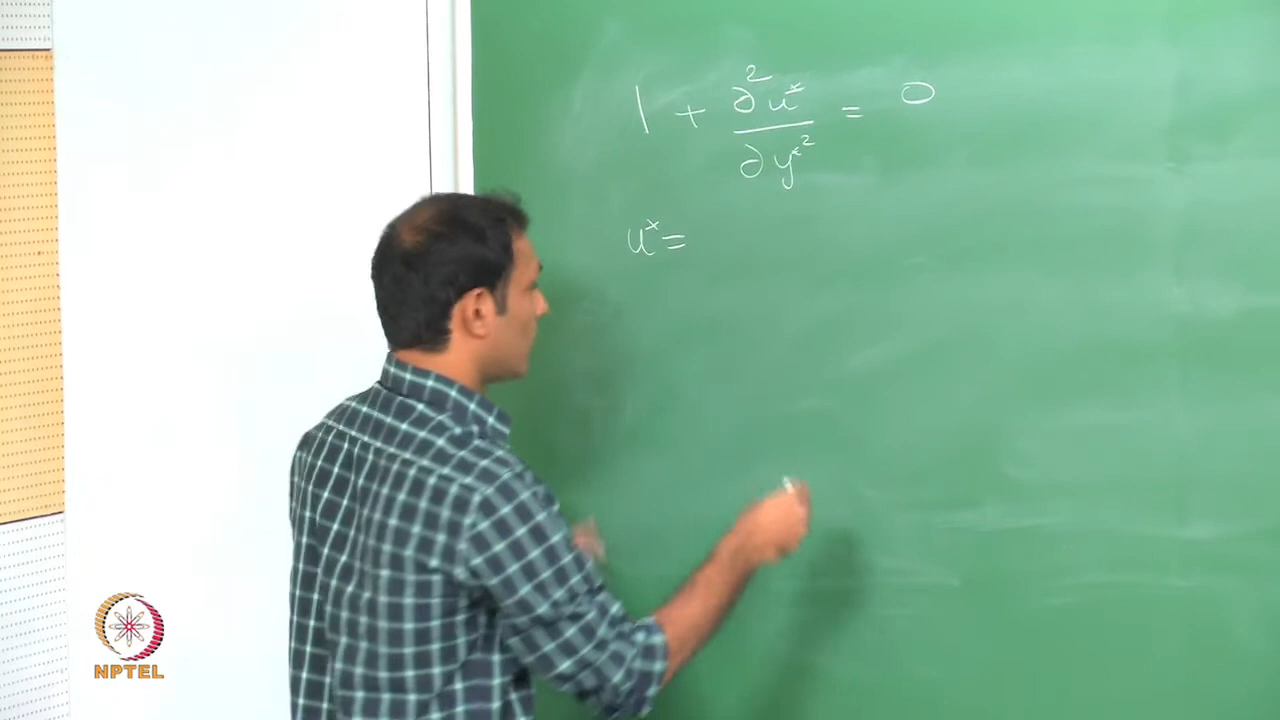 1 + ∂²u*/∂y*² = 0
u* =
NPTEL